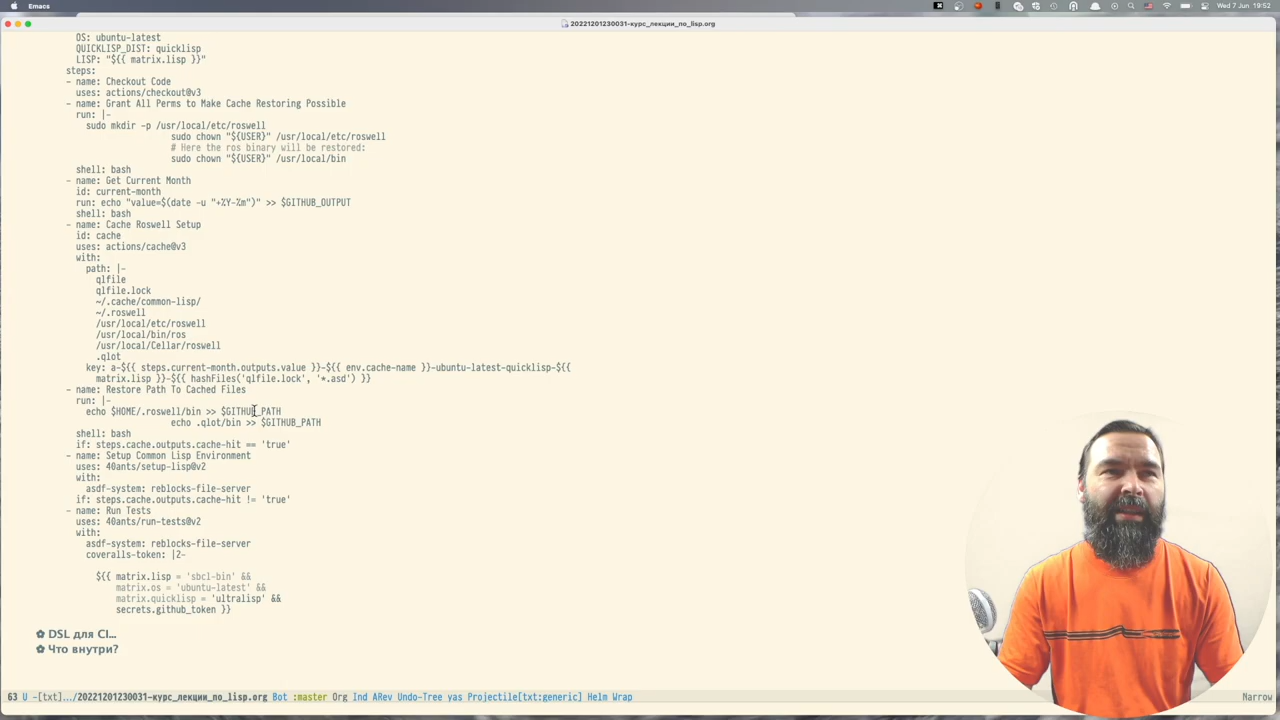 Emacs
Wed 7 Jun 19:52
20221201230031-курс_лекции_по_lisp.org
OS: ubuntu-latest
QUICKLISP_DIST: quicklisp
LISP: "${{ matrix.lisp }}"
steps:
- name: Checkout Code
uses: actions/checkout@v3
- name: Grant All Perms to Make Cache Restoring Possible
run: |-
sudo mkdir -p /usr/local/etc/roswell
sudo chown "${USER}" /usr/local/etc/roswell
# Here the ros binary will be restored:
sudo chown "${USER}" /usr/local/bin
shell: bash
- name: Get Current Month
id: current-month
run: echo "value=$(date -u "+%Y-%m")" >> $GITHUB_OUTPUT
shell: bash
- name: Cache Roswell Setup
id: cache
uses: actions/cache@v3
with:
path: |-
qlfile
qlfile.lock
~/.cache/common-lisp/
~/.roswell
/usr/local/etc/roswell
/usr/local/bin/ros
/usr/local/Cellar/roswell
.qlot
key: a-${{ steps.current-month.outputs.value }}-${{ env.cache-name }}-ubuntu-latest-quicklisp-${{
matrix.lisp }}-${{ hashFiles('qlfile.lock', '*.asd') }}
- name: Restore Path To Cached Files
run: |-
echo $HOME/.roswell/bin >> $GITHUB_PATH
echo .qlot/bin >> $GITHUB_PATH
shell: bash
if: steps.cache.outputs.cache-hit == 'true'
- name: Setup Common Lisp Environment
uses: 40ants/setup-lisp@v2
with:
asdf-system: reblocks-file-server
if: steps.cache.outputs.cache-hit != 'true'
- name: Run Tests
uses: 40ants/run-tests@v2
with:
asdf-system: reblocks-file-server
coveralls-token: |2-
${{ matrix.lisp = 'sbcl-bin' &&
matrix.os = 'ubuntu-latest' &&
matrix.quicklisp = 'ultralisp' &&
secrets.github_token }}
✿ DSL для CI...
✿ Что внутри?
63 U -[txt].../20221201230031-курс_лекции_по_lisp.org Bot :master Org Ind ARev Undo-Tree yas Projectile[txt:generic] Helm Wrap
Narrow